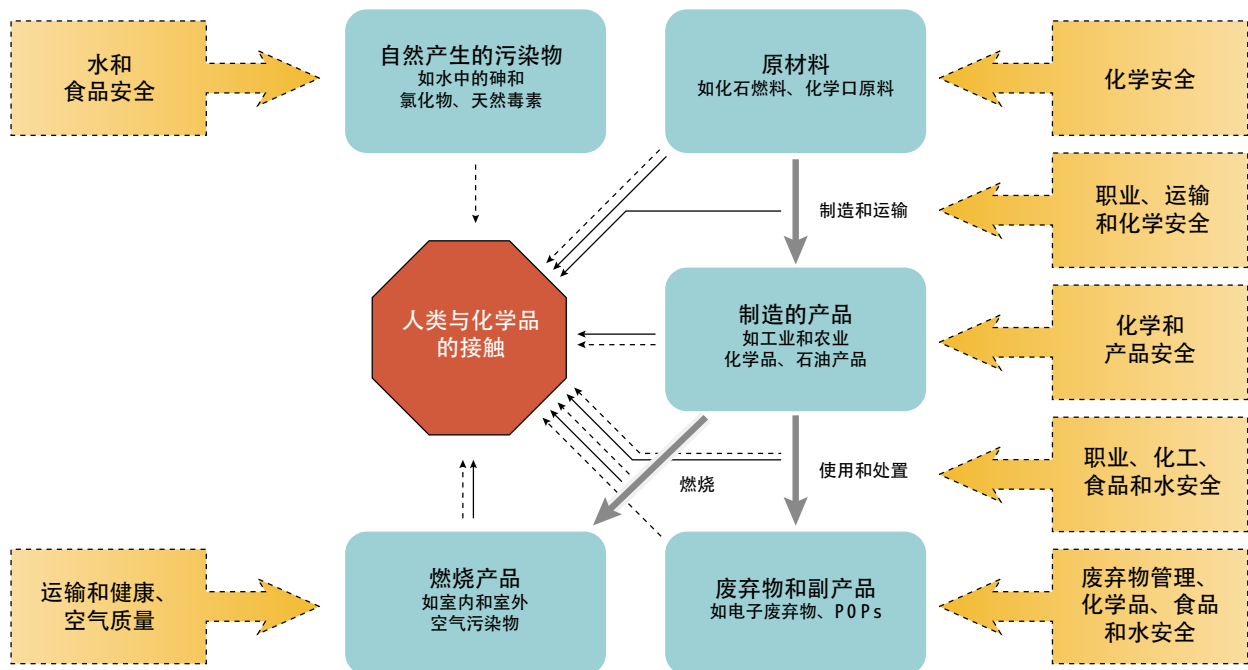 水和
食品安全
自然产生的污染物
如水中的砷和
氯化物、天然毒素
原材料
如化石燃料、化学口原料
化学安全
制造和运输
职业、运输
和化学安全
人类与化学品
的接触
制造的产品
如工业和农业
化学品、石油产品
化学和
产品安全
燃烧
使用和处置
职业、化工、
食品和水安全
运输和健康、
空气质量
燃烧产品
如室内和室外
空气污染物
废弃物和副产品
如电子废弃物、POPs
废弃物管理、
化学品、食品
和水安全